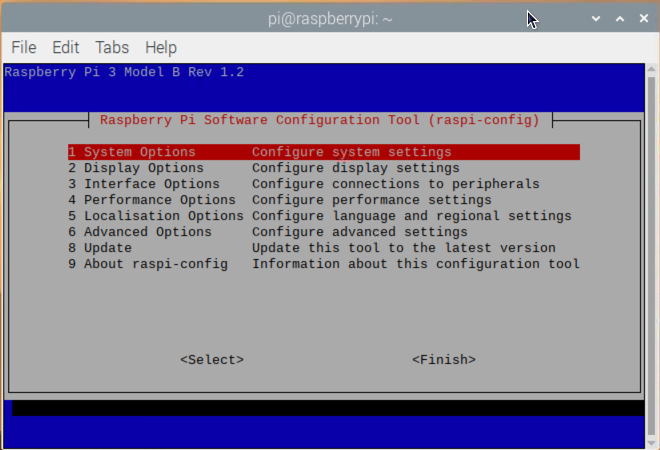 pi@raspberrypi: ~
File Edit Tabs Help
Raspberry Pi 3 Model B Rev 1.2
Raspberry Pi Software Configuration Tool (raspi-config)
1 System Options Configure system settings
2 Display Options Configure display settings
3 Interface Options Configure connections to peripherals
4 Performance Options Configure performance settings
5 Localisation Options Configure language and regional settings
6 Advanced Options Configure advanced settings
8 Update Update this tool to the latest version
9 About raspi-config Information about this configuration tool
<Select> <Finish>